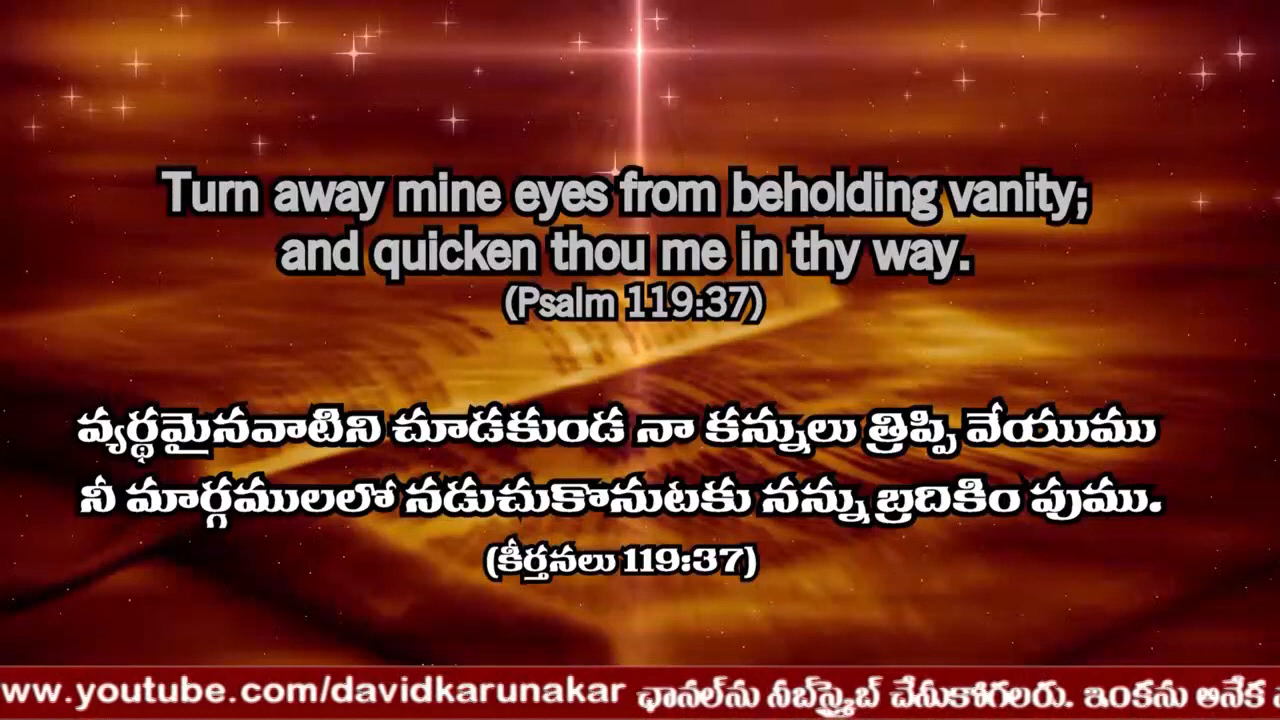 Turn away mine eyes from beholding vanity;
and quicken thou me in thy way.
(Psalm 119:37)
వ్యర్థమైనవాటిని చూడకుండ నా కన్నులు త్రిప్పి వేయుము
నీ మార్గములలో నడుచుకొనుటకు నన్ను బ్రదికిం పుము.
(కీర్తనలు 119:37)
ww.youtube.com/davidkarunakar ఛానల్‌ను సబ్‌స్క్రైబ్ చేసుకోగలరు. ఇంకను అనేక